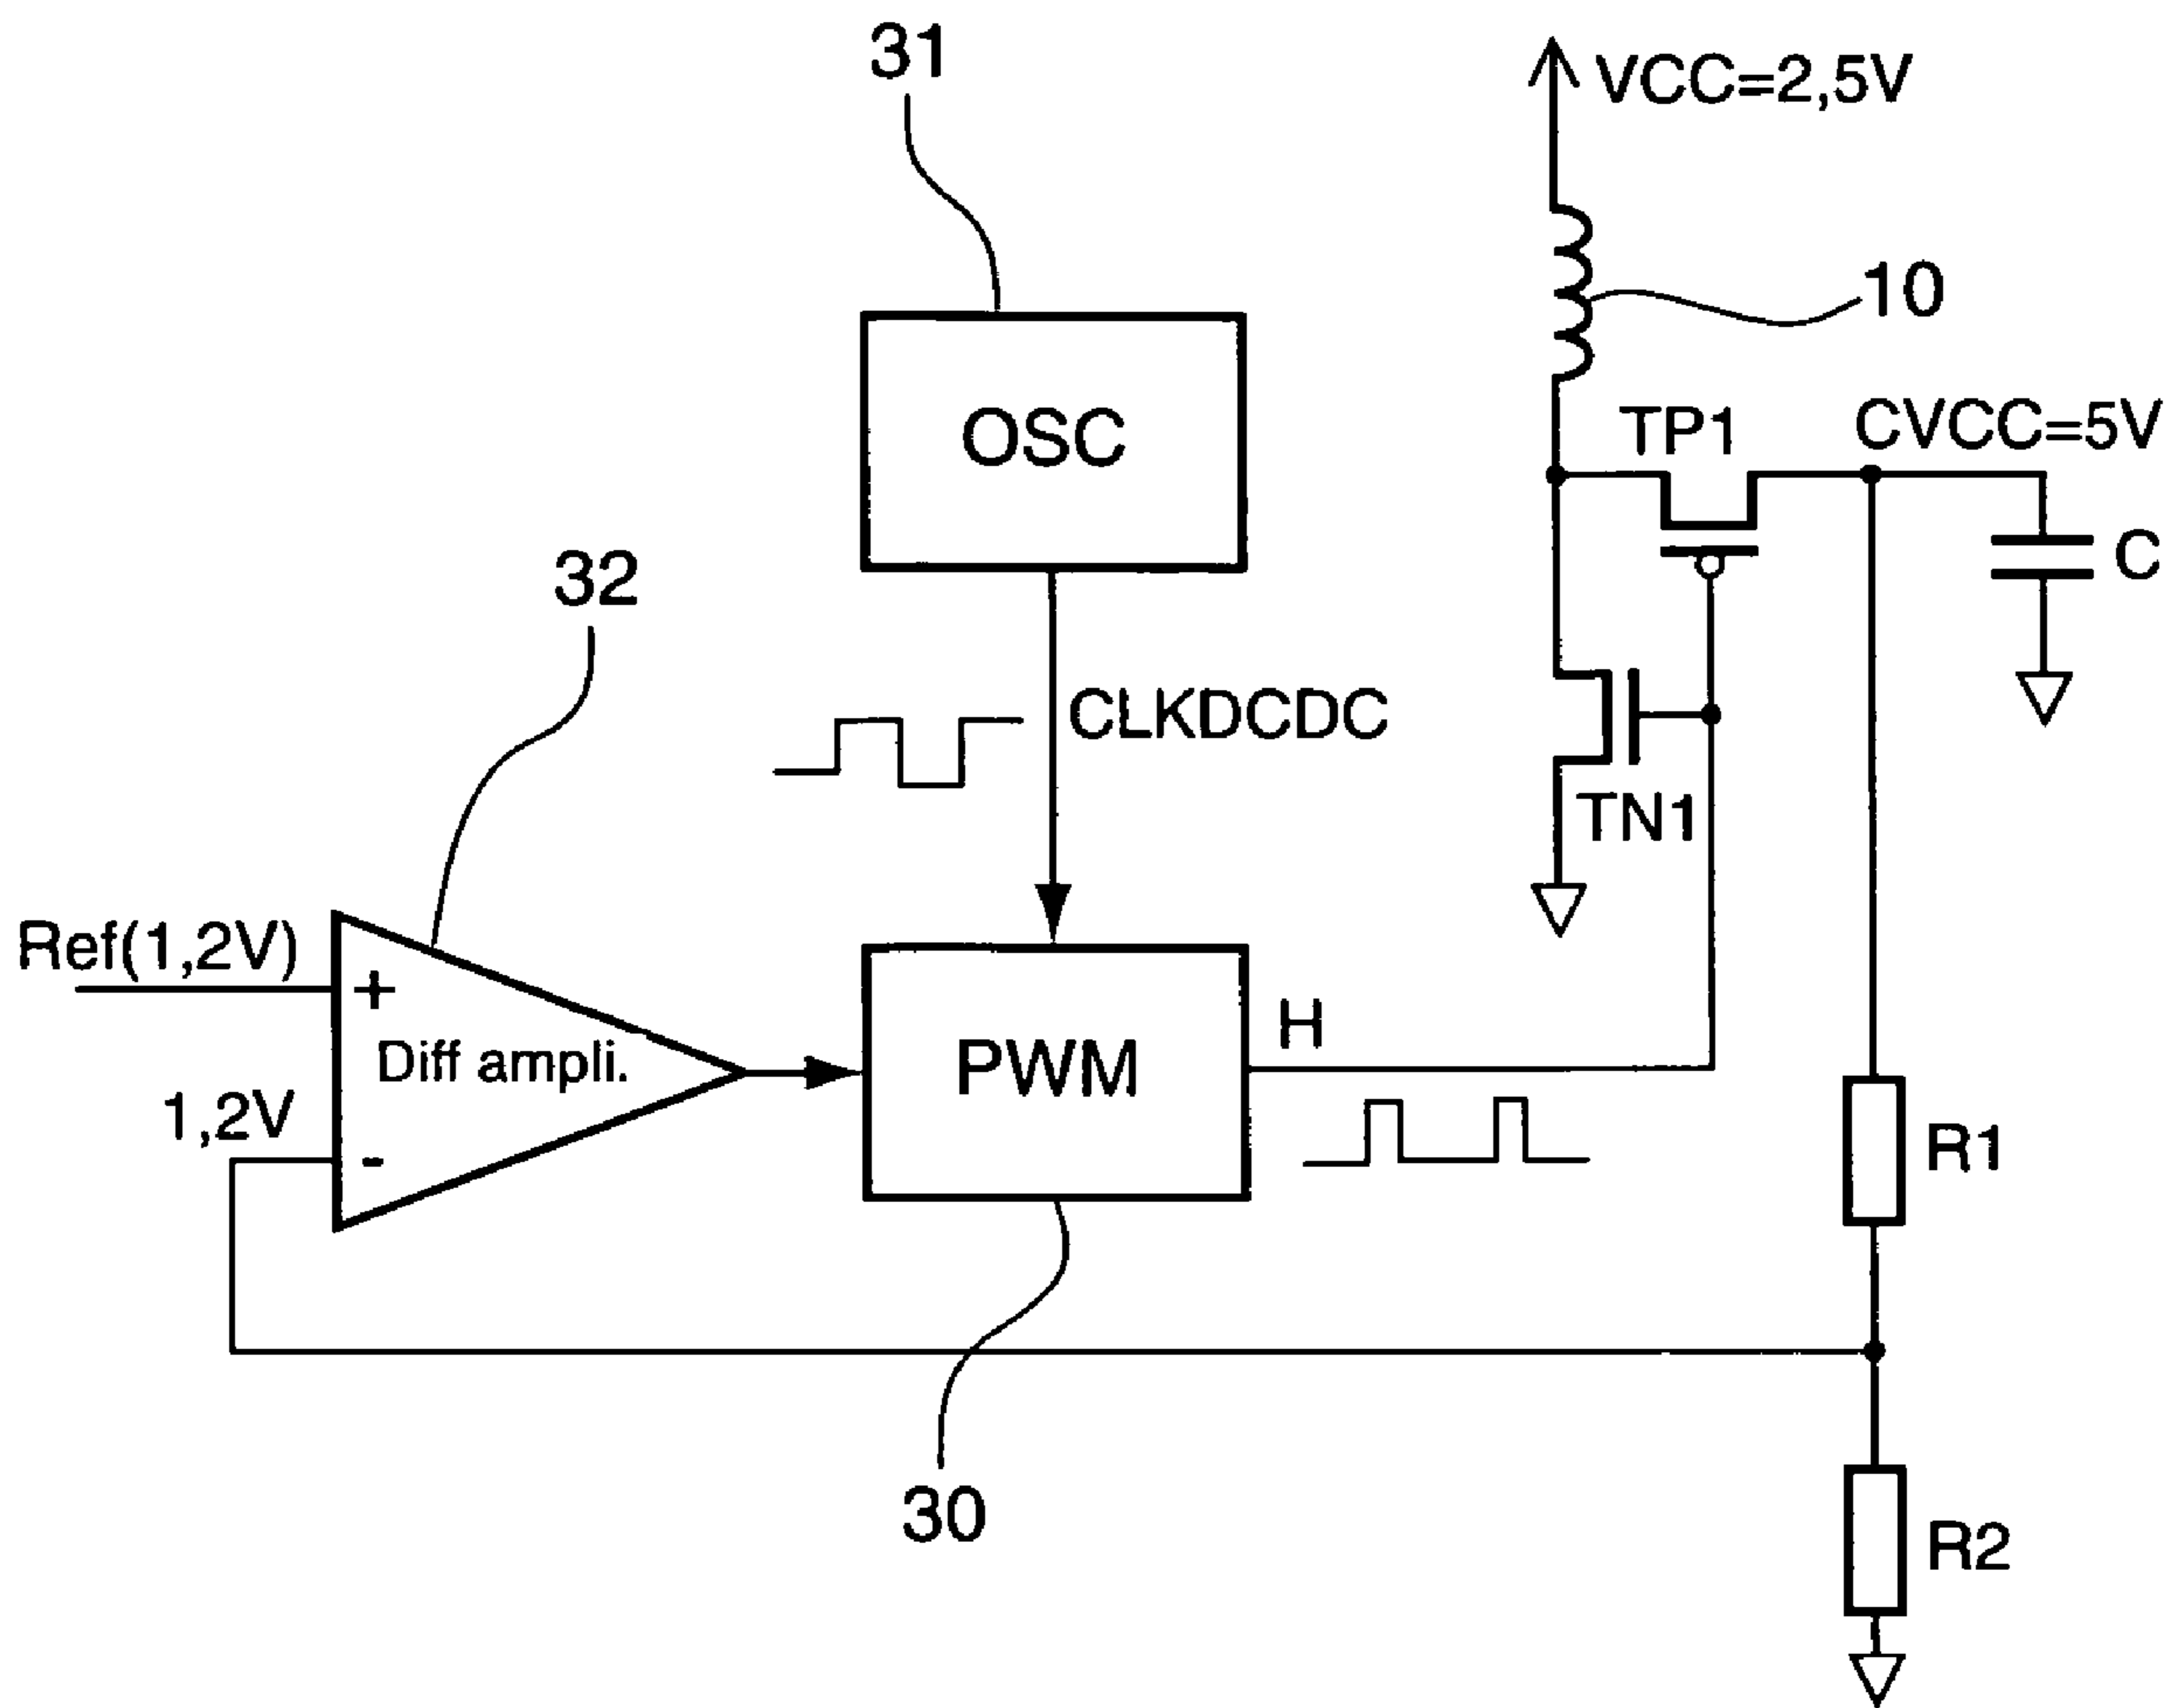 31
VCC=2,5V
10
OSC
TP1
CVCC=5V
C
32
CLKDCDC
TN1
Ref(1,2V)
+
Diff ampli.
PWM
H
1,2V
-
R1
30
R2